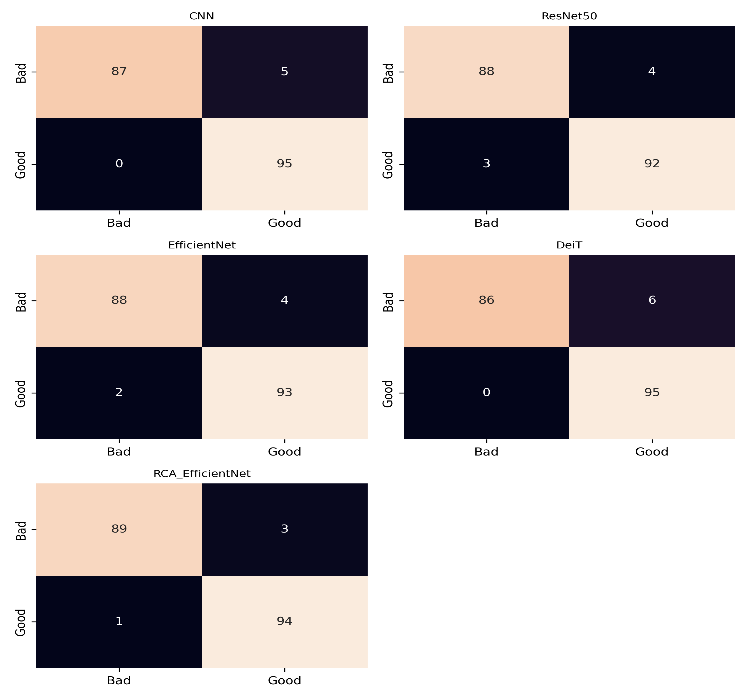 CNN
Bad 87 5
Good 0 95
Bad Good
ResNet50
Bad 88 4
Good 3 92
Bad Good
EfficientNet
Bad 88 4
Good 2 93
Bad Good
DeiT
Bad 86 6
Good 0 95
Bad Good
RCA_EfficientNet
Bad 89 3
Good 1 94
Bad Good